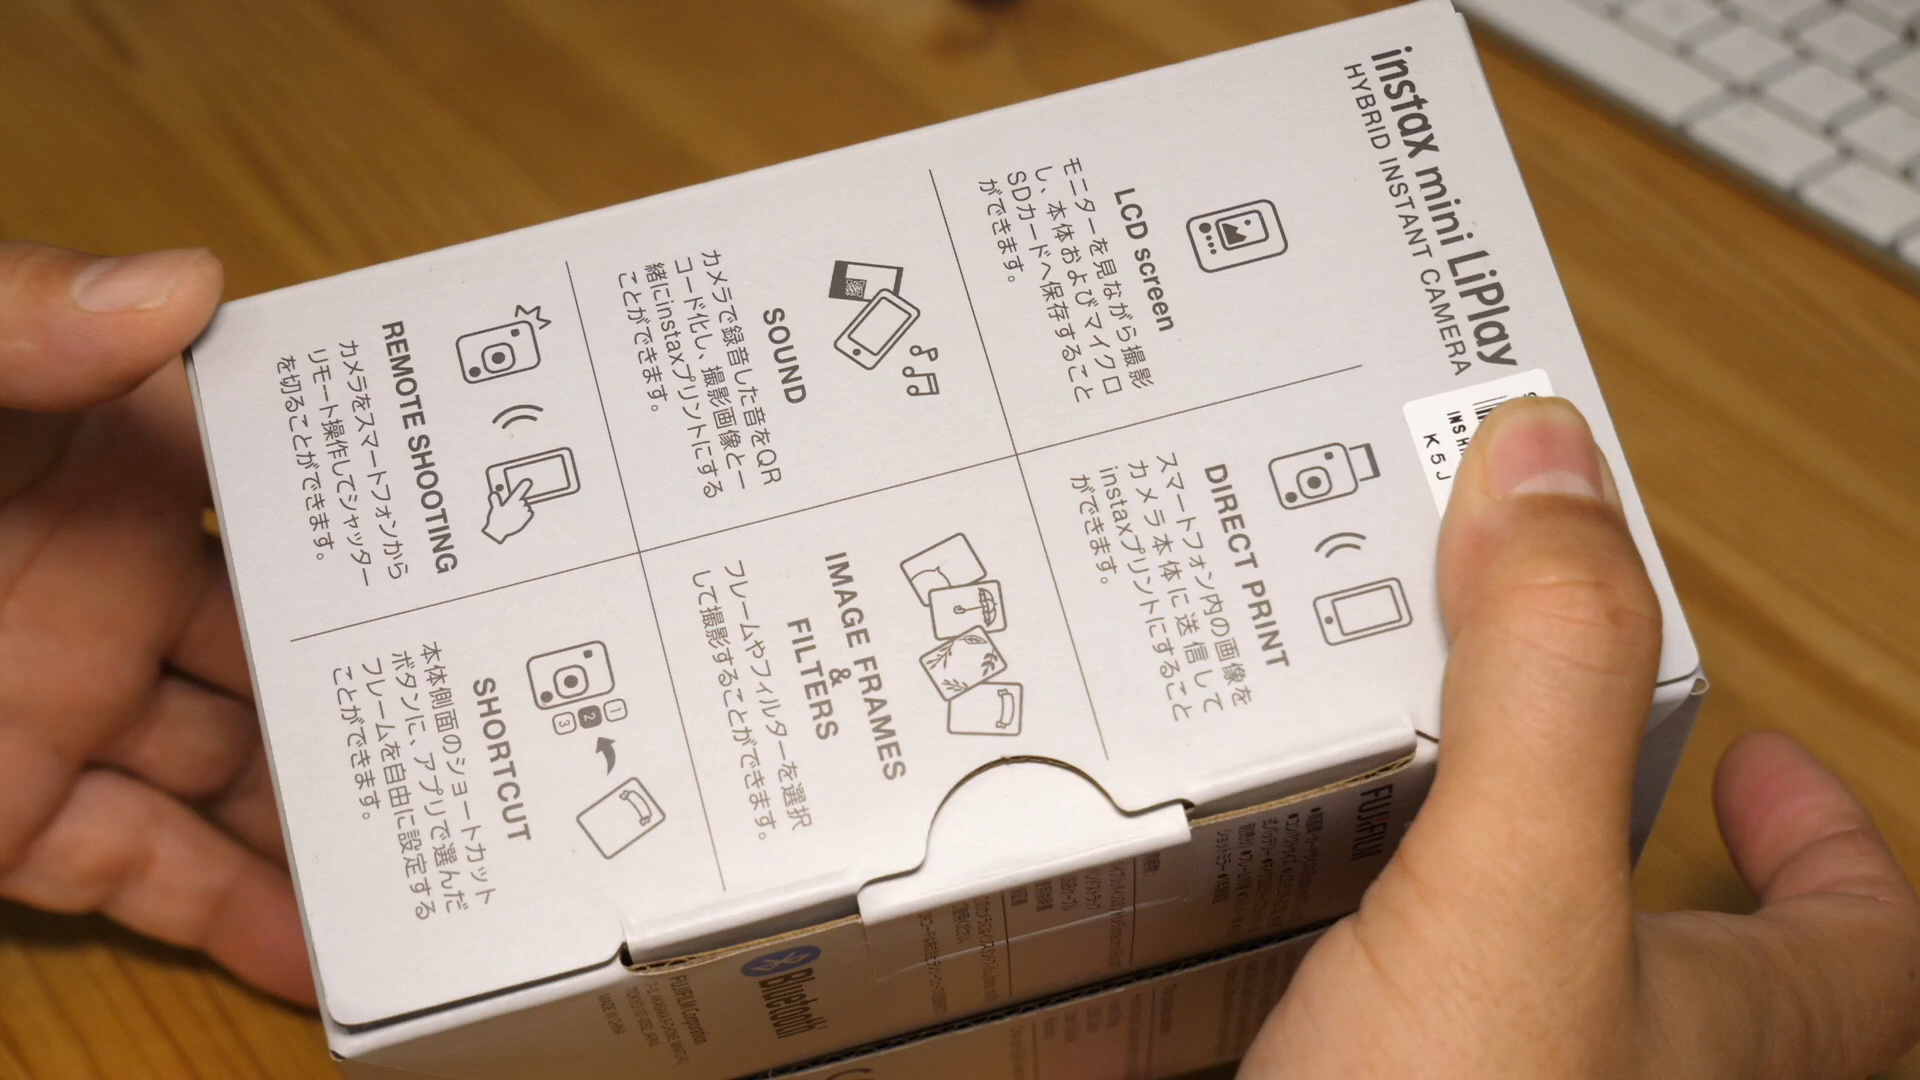 instax mini LiPlay
HYBRID INSTANT CAMERA
LCD screen
モニターを見ながら撮影
し、本体およびマイクロ
SDカードへ保存すること
ができます。
DIRECT PRINT
スマートフォン内の画像を
カメラ本体に送信して
instaxプリントにすること
ができます。
SOUND
カメラで録音した音をQR
コード化し、撮影画像と一
緒にinstaxプリントにする
ことができます。
IMAGE FRAMES
&
FILTERS
フレームやフィルターを選択
して撮影することができます。
REMOTE SHOOTING
カメラをスマートフォンから
リモート操作してシャッター
を切ることができます。
SHORTCUT
1
2
3
本体側面のショートカット
ボタンに、アプリで選んだ
フレームを自由に設定する
ことができます。
INS H
K5J
FUJIFILM
Bluetooth
FUJIFILM Corporation
MADE IN CHINA